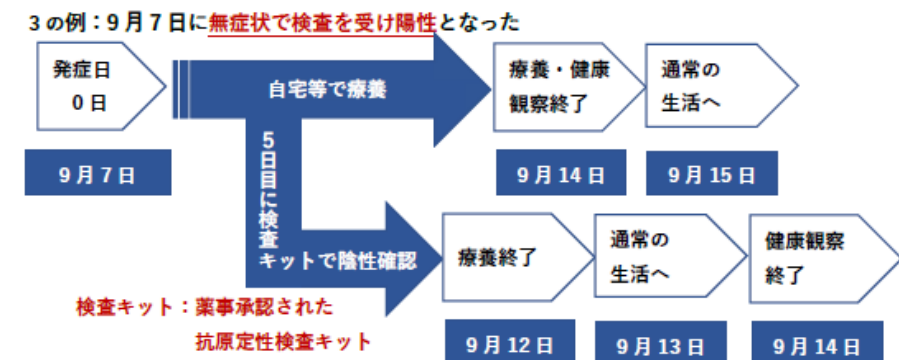 3の例：9月7日に無症状で検査を受け陽性となった
発症日
0日
自宅等で療養
療養・健康
観察終了
通常の
生活へ
9月7日
9月14日
9月15日
5日目に検査
キットで陰性確認
療養終了
通常の
生活へ
健康観察
終了
検査キット：薬事承認された
抗原定性検査キット
9月12日
9月13日
9月14日